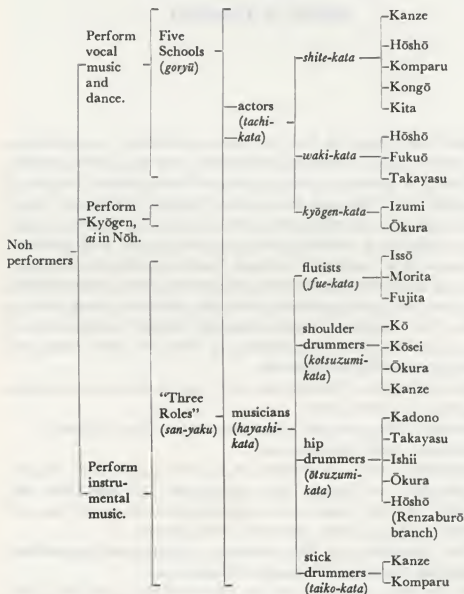 Noh
performers
Perform
vocal
music
and
dance.
Perform
Kyōgen,
ai in Nōh.
Perform
instru-
mental
music.
Five
Schools
(goryū)
"Three
Roles"
(san-yaku)
actors
(tachi-
kata)
musicians
(hayashi-
kata)
shite-kata
waki-kata
kyōgen-kata
flutists
(fue-kata)
shoulder
drummers
(kotsuzumi-
kata)
hip
drummers
(ōtsuzumi-
kata)
stick
drummers
(taiko-kata)
Kanze
Hōshō
Komparu
Kongō
Kita
Hōshō
Fukuō
Takayasu
Izumi
Ōkura
Issō
Morita
Fujita
Kō
Kōsei
Ōkura
Kanze
Kadono
Takayasu
Ishii
Ōkura
Hōshō
(Renzaburō
branch)
Kanze
Komparu